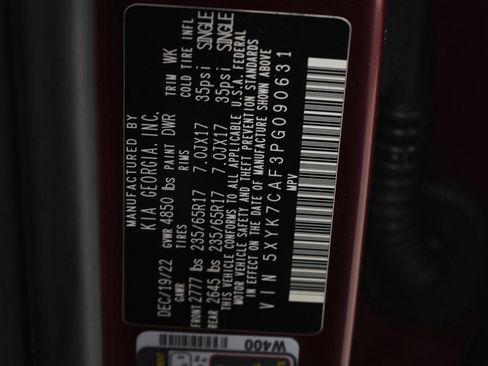 MANUFACTURED BY
KIA GEORGIA, INC.
DEC/19/22 GVWR 4850 lbs PAINT DWR TRIM WK
GAWR TIRES RIMS COLD TIRE INFL
FRONT 2777 lbs 235/65R17 7.0JX17 35psi SINGLE
REAR 2645 lbs 235/65R17 7.0JX17 35psi SINGLE
THIS VEHICLE CONFORMS TO ALL APPLICABLE U.S.A. FEDERAL
MOTOR VEHICLE SAFETY AND THEFT PREVENTION STANDARDS
IN EFFECT ON THE DATE OF MANUFACTURE SHOWN ABOVE
VIN 5XYK7CAF3PG090631
MPV
W400